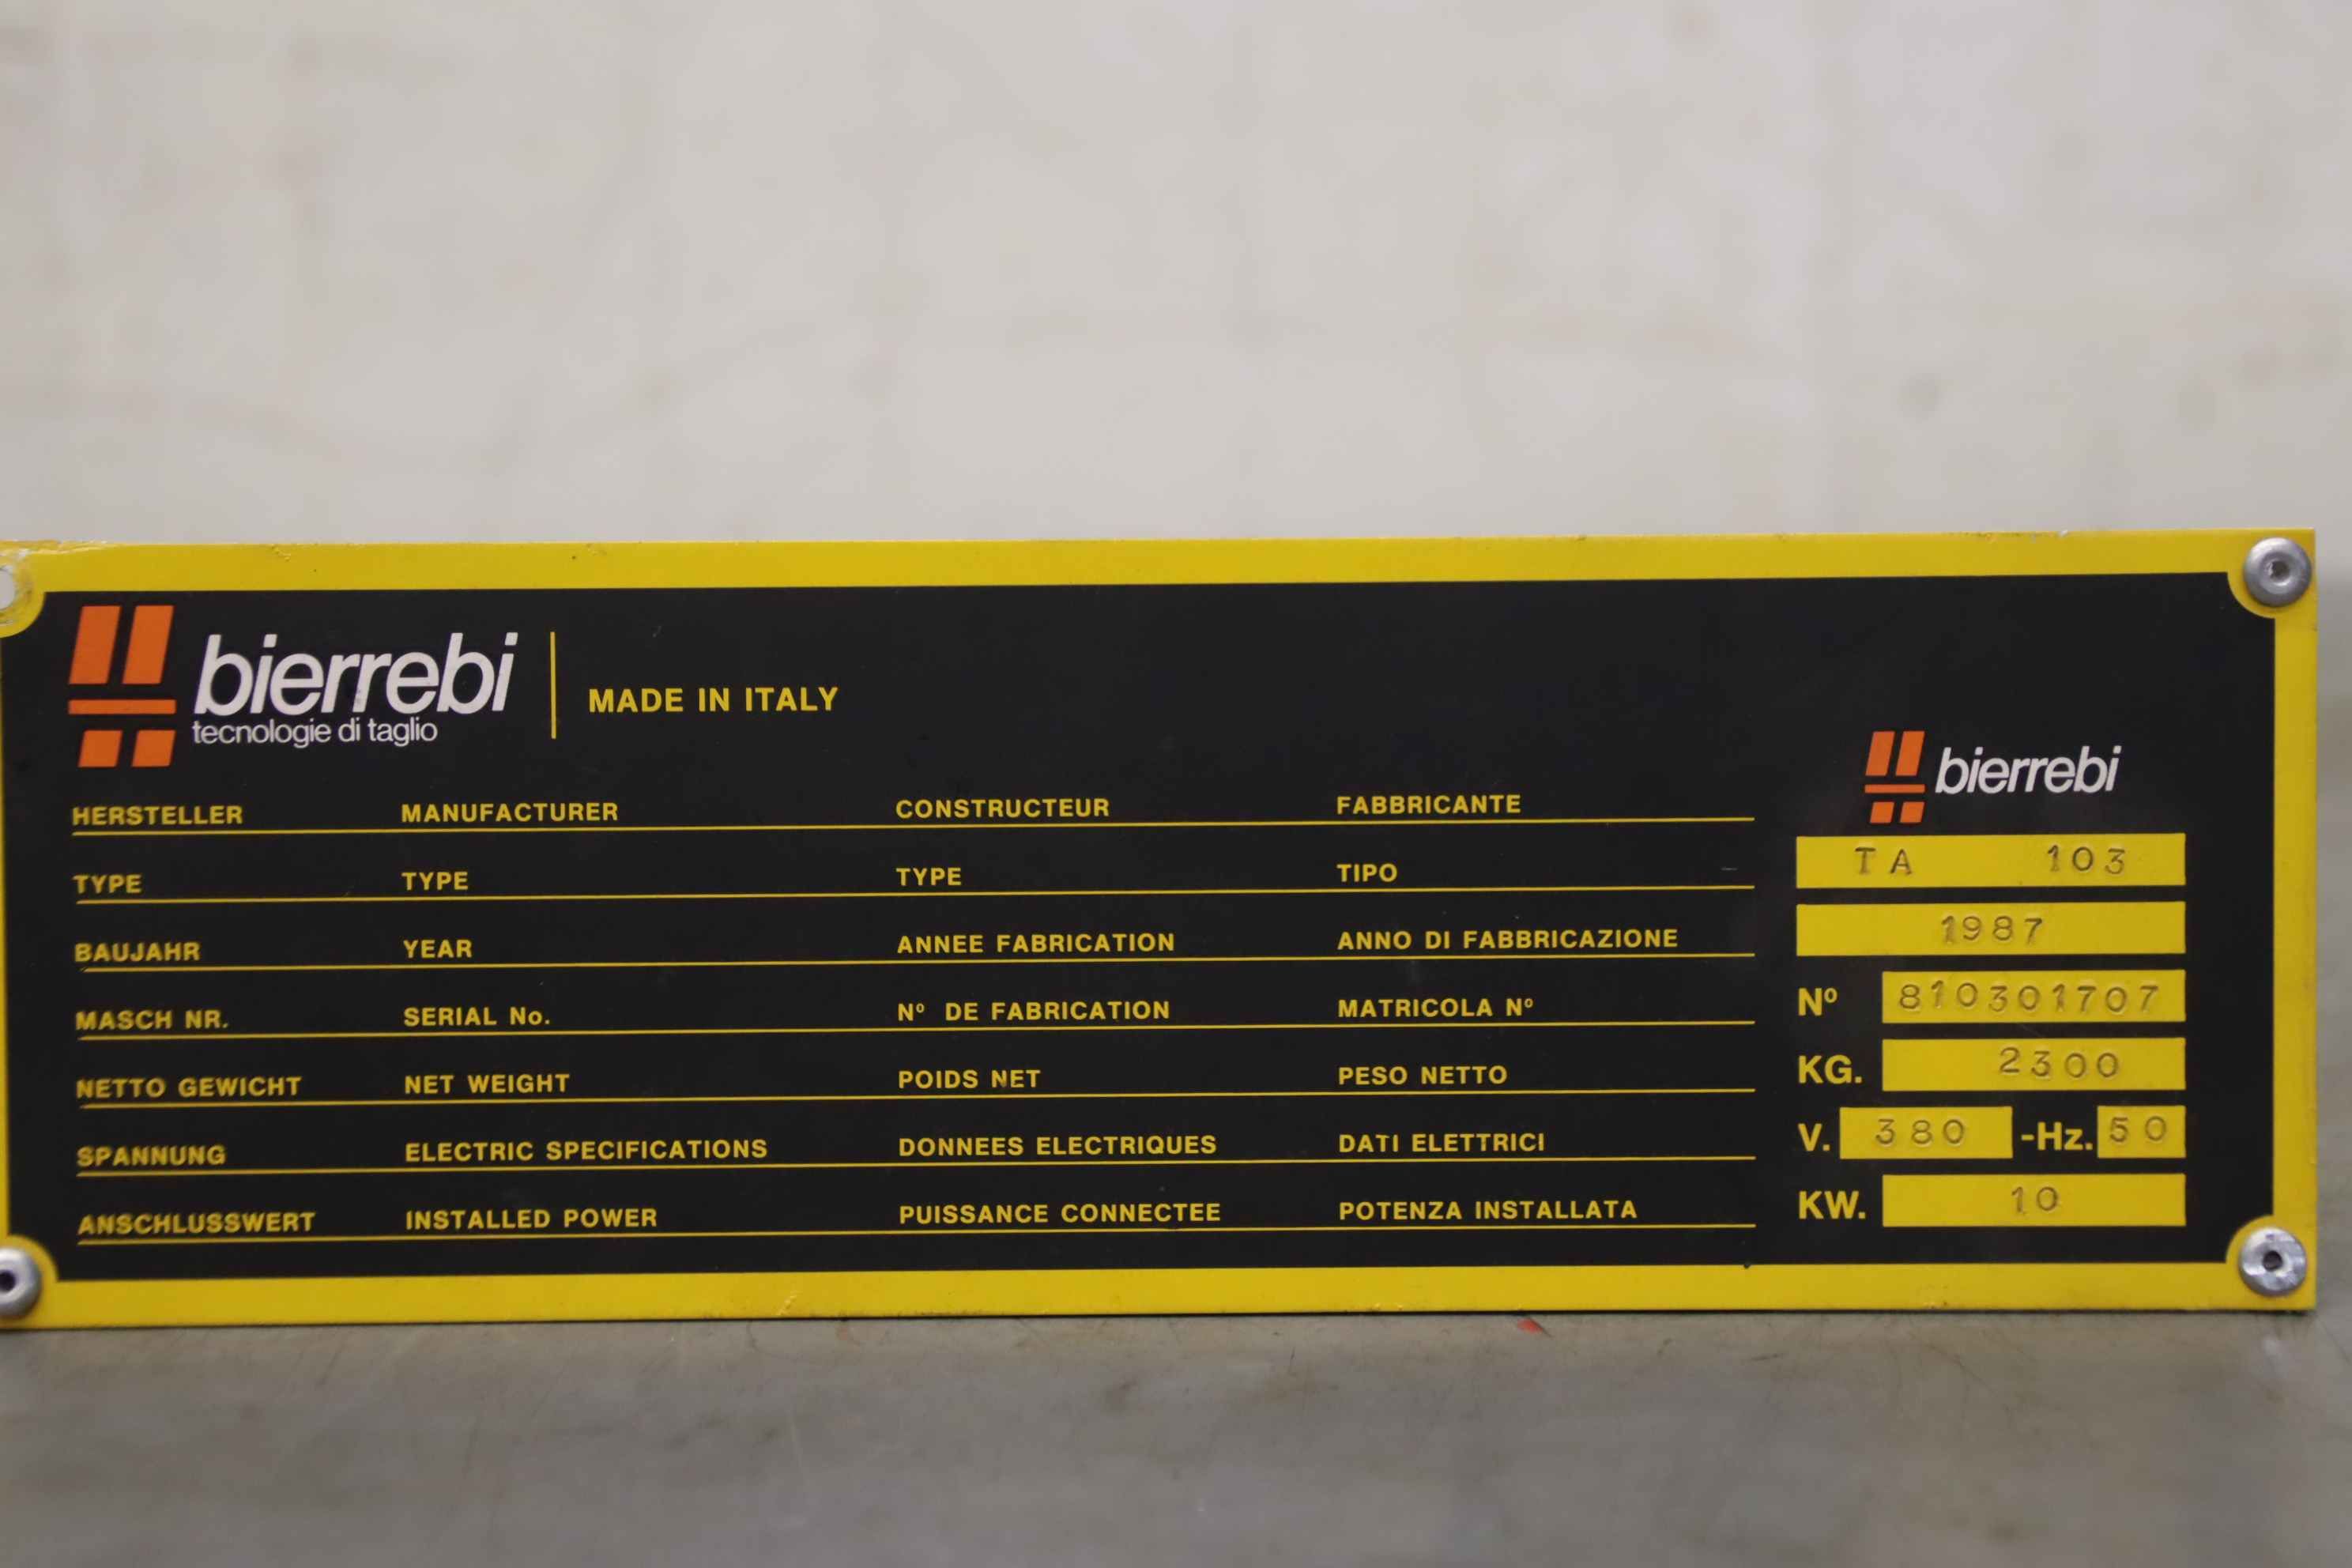 bierrebi
tecnologie di taglio
MADE IN ITALY
bierrebi
HERSTELLER MANUFACTURER CONSTRUCTEUR FABBRICANTE
TYPE TYPE TYPE TIPO TA 103
BAUJAHR YEAR ANNEE FABRICATION ANNO DI FABBRICAZIONE 1987
MASCH NR. SERIAL No. Nº DE FABRICATION MATRICOLA Nº Nº 810301707
NETTO GEWICHT NET WEIGHT POIDS NET PESO NETTO KG. 2300
SPANNUNG ELECTRIC SPECIFICATIONS DONNEES ELECTRIQUES DATI ELETTRICI V. 380 -Hz. 50
ANSCHLUSSWERT INSTALLED POWER PUISSANCE CONNECTEE POTENZA INSTALLATA KW. 10